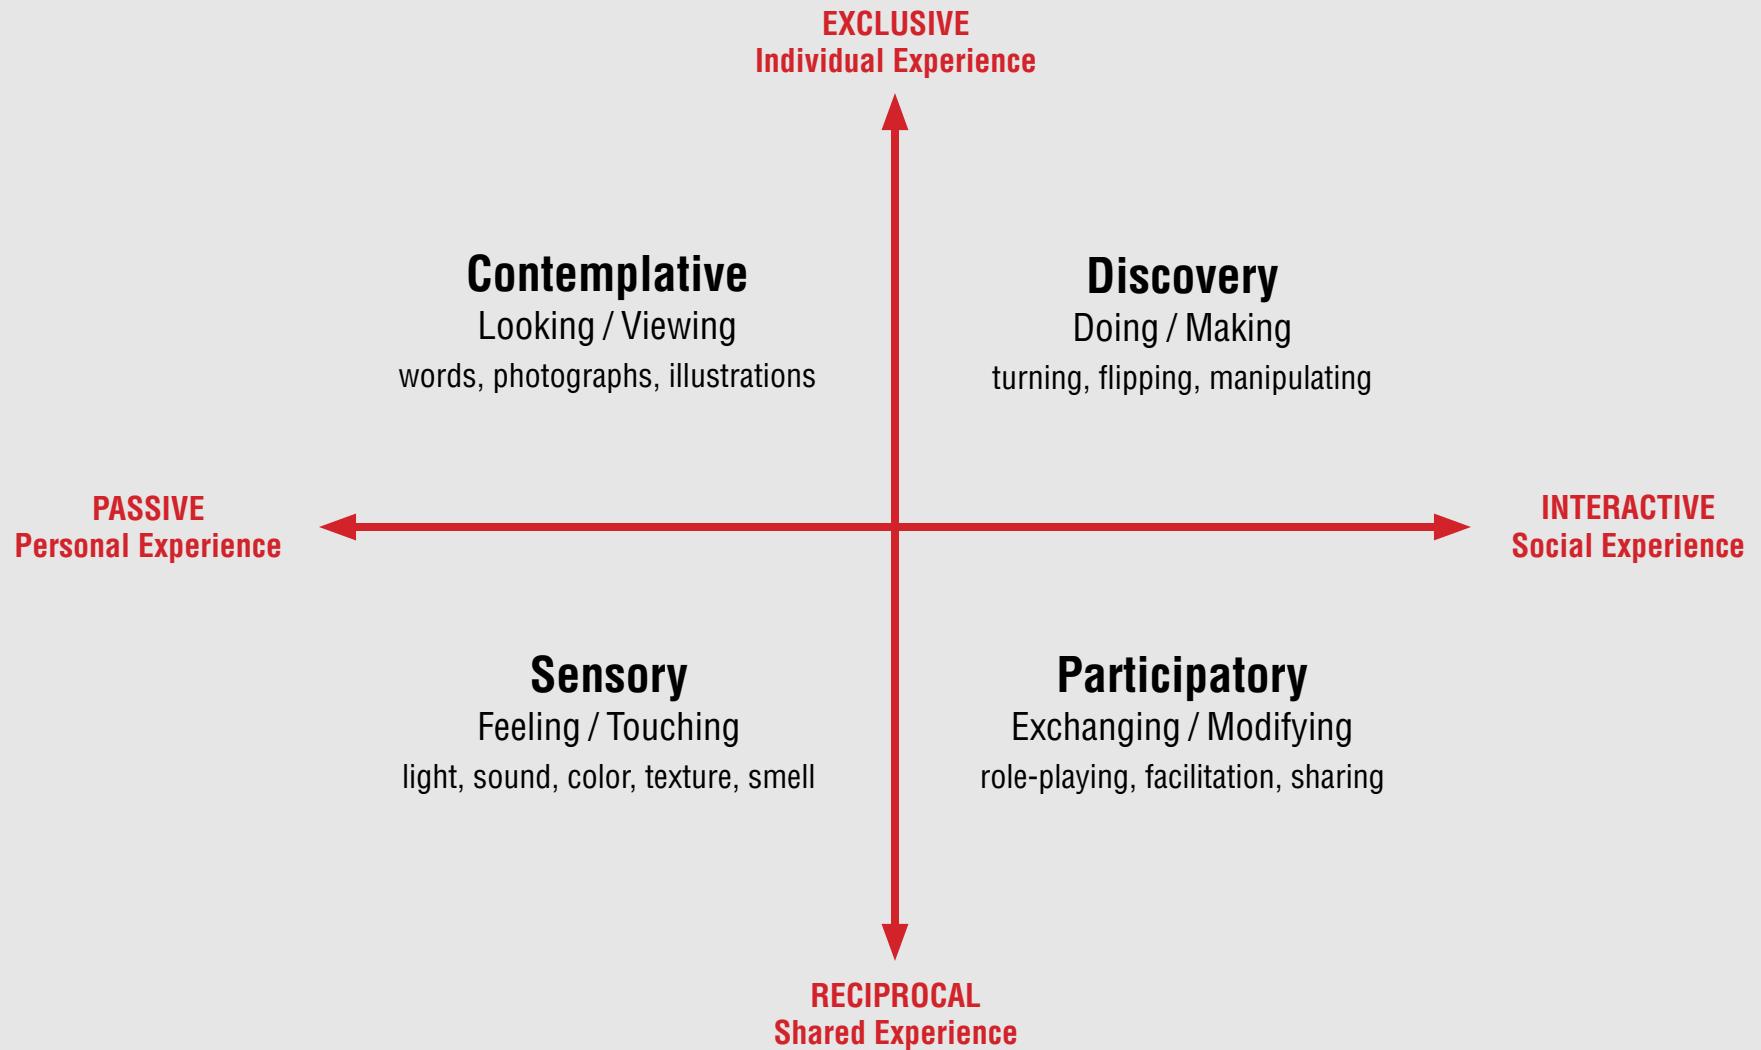 EXCLUSIVE
Individual Experience
Contemplative
Looking / Viewing
words, photographs, illustrations
Discovery
Doing / Making
turning, flipping, manipulating
PASSIVE
Personal Experience
INTERACTIVE
Social Experience
Sensory
Feeling / Touching
light, sound, color, texture, smell
Participatory
Exchanging / Modifying
role-playing, facilitation, sharing
RECIPROCAL
Shared Experience